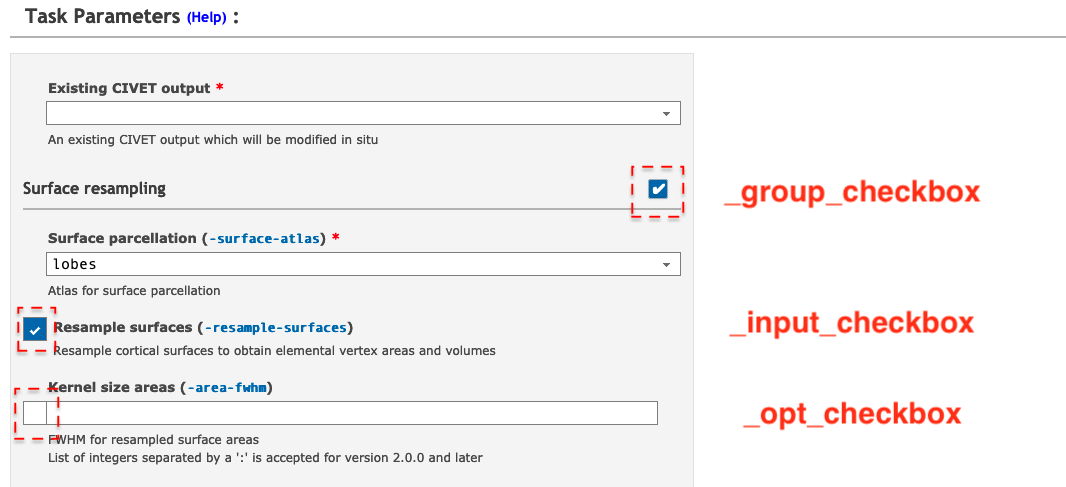 Task Parameters (Help) :
Existing CIVET output *
An existing CIVET output which will be modified in situ
Surface resampling
_group_checkbox
Surface parcellation (-surface-atlas) *
lobes
Atlas for surface parcellation
Resample surfaces (-resample-surfaces)
_input_checkbox
Resample cortical surfaces to obtain elemental vertex areas and volumes
Kernel size areas (-area-fwhm)
_opt_checkbox
FWHM for resampled surface areas
List of integers separated by a ':' is accepted for version 2.0.0 and later